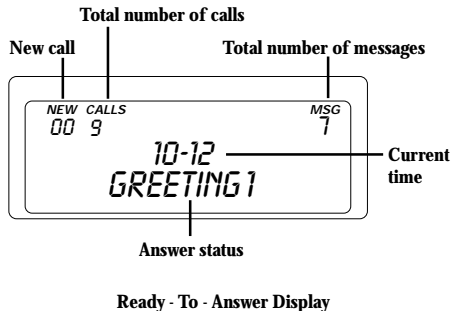 Total number of calls
New call
Total number of messages
NEW CALLS
MSG
00 9
7
10-12
GREETING 1
Current
time
Answer status
Ready - To - Answer Display